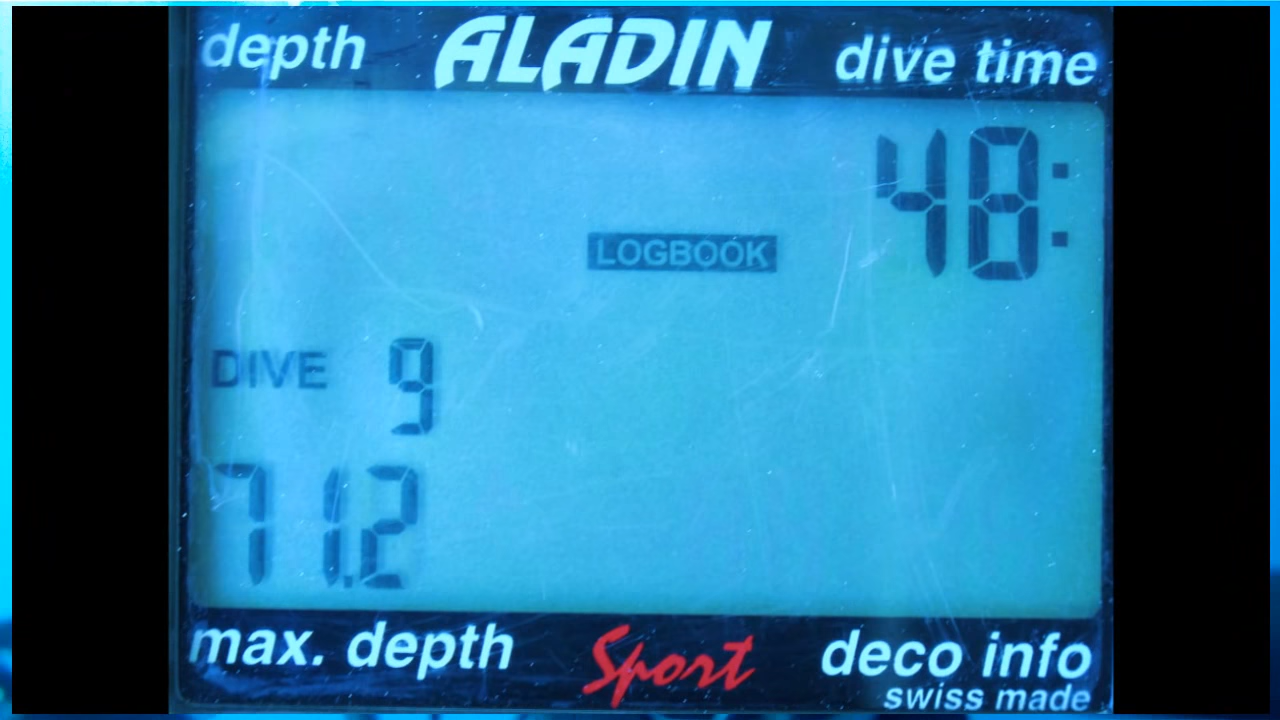 depth ALADIN dive time
48:
LOGBOOK
DIVE 9
71.2
max. depth Sport deco info
swiss made